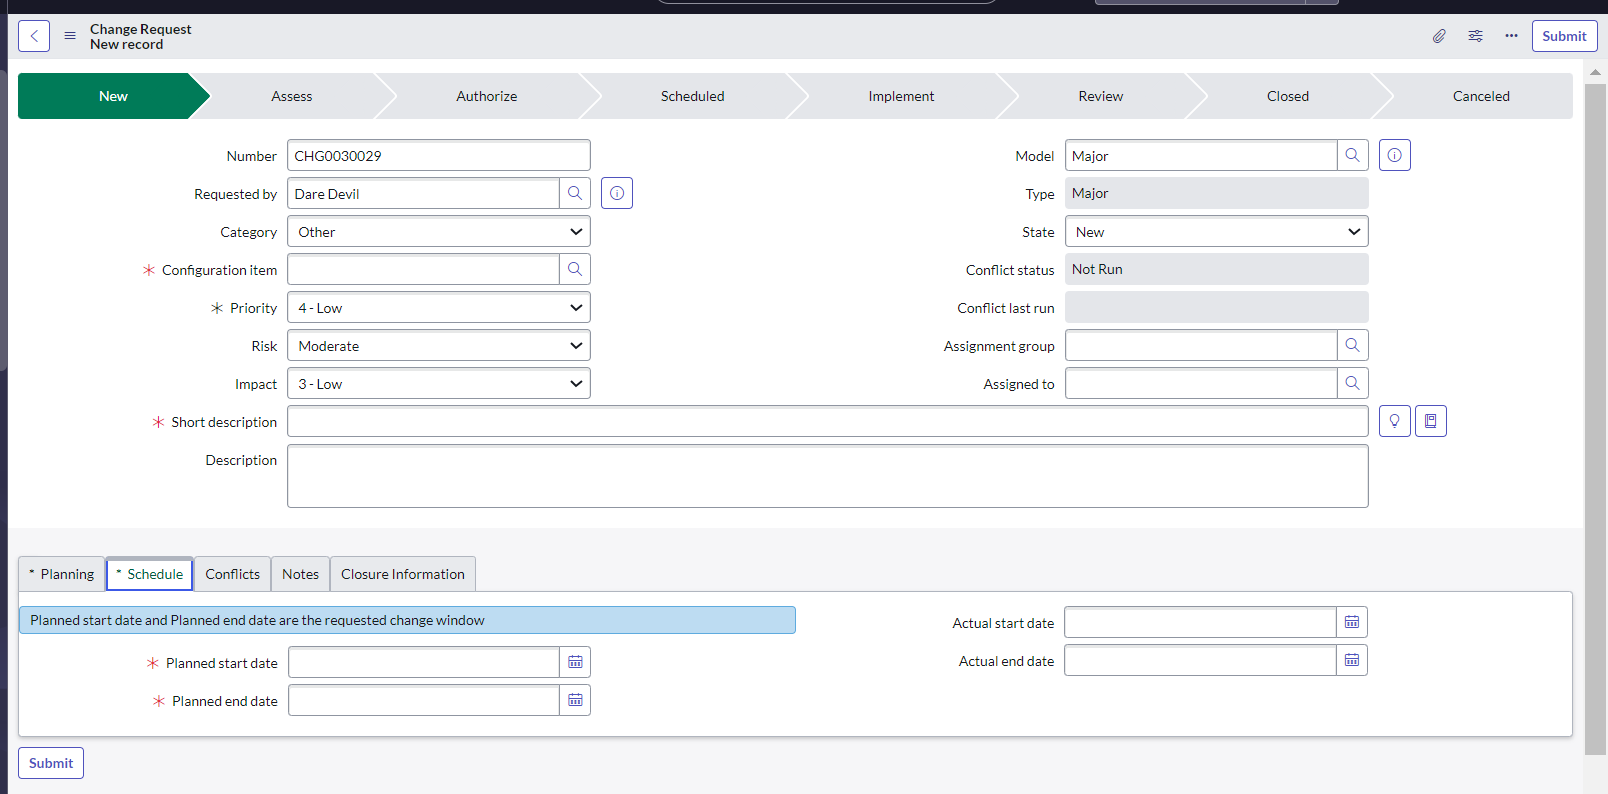 Change Request
New record
Submit
New Assess Authorize Scheduled Implement Review Closed Canceled
Number CHG0030029 Model Major
Requested by Dare Devil Type Major
Category Other State New
* Configuration item Conflict status Not Run
* Priority 4 - Low Conflict last run
Risk Moderate Assignment group
Impact 3 - Low Assigned to
* Short description
Description
* Planning * Schedule Conflicts Notes Closure Information
Planned start date and Planned end date are the requested change window Actual start date
* Planned start date Actual end date
* Planned end date
Submit